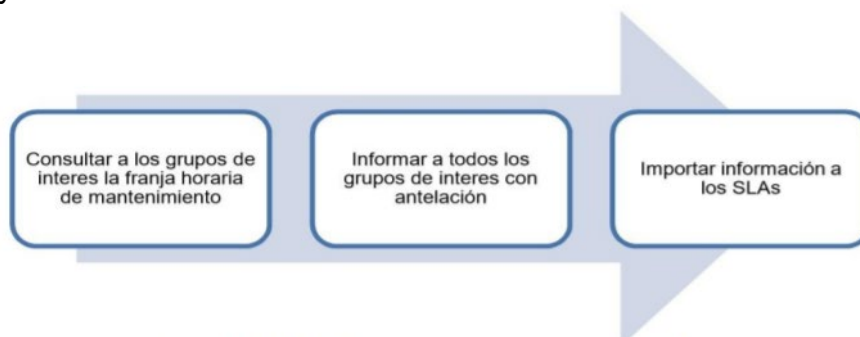 Consultar a los grupos de
interes la franja horaria
de mantenimiento
Informar a todos los
grupos de interes con
antelación
Importar información a
los SLAs